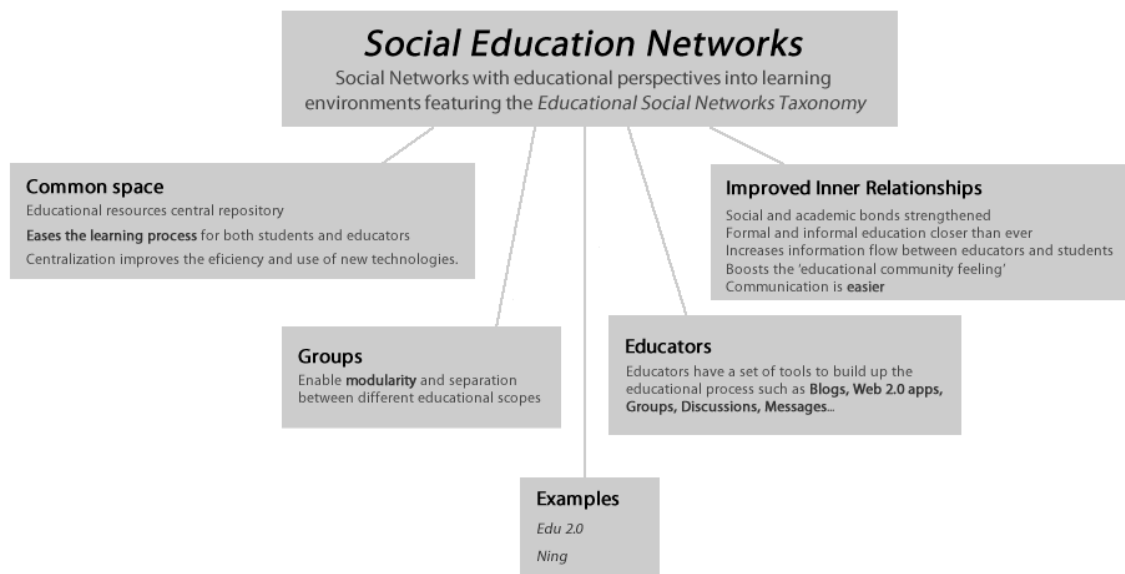 Social Education Networks
Social Networks with educational perspectives into learning
environments featuring the Educational Social Networks Taxonomy
Common space
Educational resources central repository
Eases the learning process for both students and educators
Centralization improves the eficiency and use of new technologies.
Improved Inner Relationships
Social and academic bonds strengthened
Formal and informal education closer than ever
Increases information flow between educators and students
Boosts the ‘educational community feeling’
Communication is easier
Groups
Enable modularity and separation
between different educational scopes
Educators
Educators have a set of tools to build up the
educational process such as Blogs, Web 2.0 apps,
Groups, Discussions, Messages...
Examples
Edu 2.0
Ning